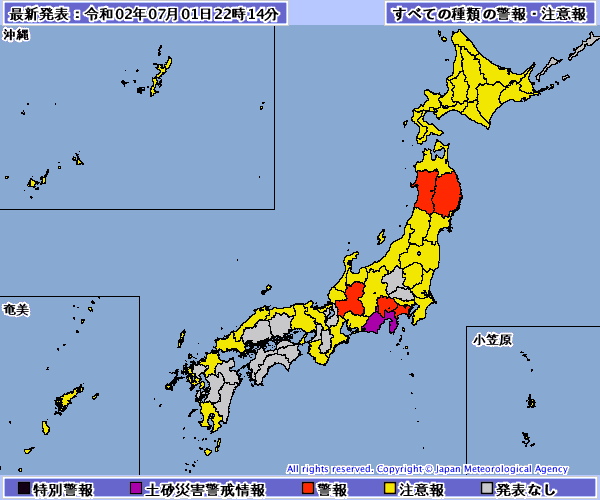 最新発表：令和02年07月01日22時14分
すべての種類の警報・注意報
沖縄
奄美
小笠原
All rights reserved. Copyright © Japan Meteorological Agency
特別警報 土砂災害警戒情報 警報 注意報 発表なし